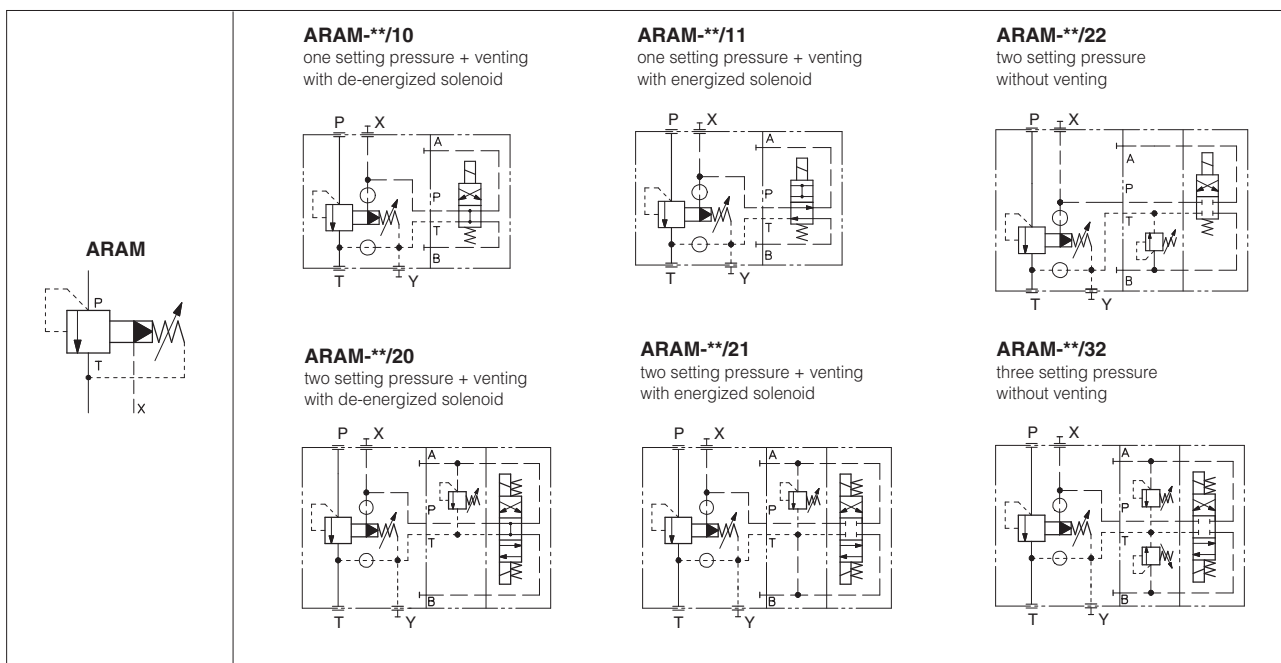 ARAM
P
T
X
ARAM-**/10
one setting pressure + venting
with de-energized solenoid
P X
A
P
T
B
T Y
ARAM-**/11
one setting pressure + venting
with energized solenoid
P X
A
P
T
B
T Y
ARAM-**/22
two setting pressure
without venting
P X
A
P
T
B
T Y
ARAM-**/20
two setting pressure + venting
with de-energized solenoid
P X
A
P
T
B
T Y
ARAM-**/21
two setting pressure + venting
with energized solenoid
P X
A
P
T
B
T Y
ARAM-**/32
three setting pressure
without venting
P X
A
P
T
B
T Y